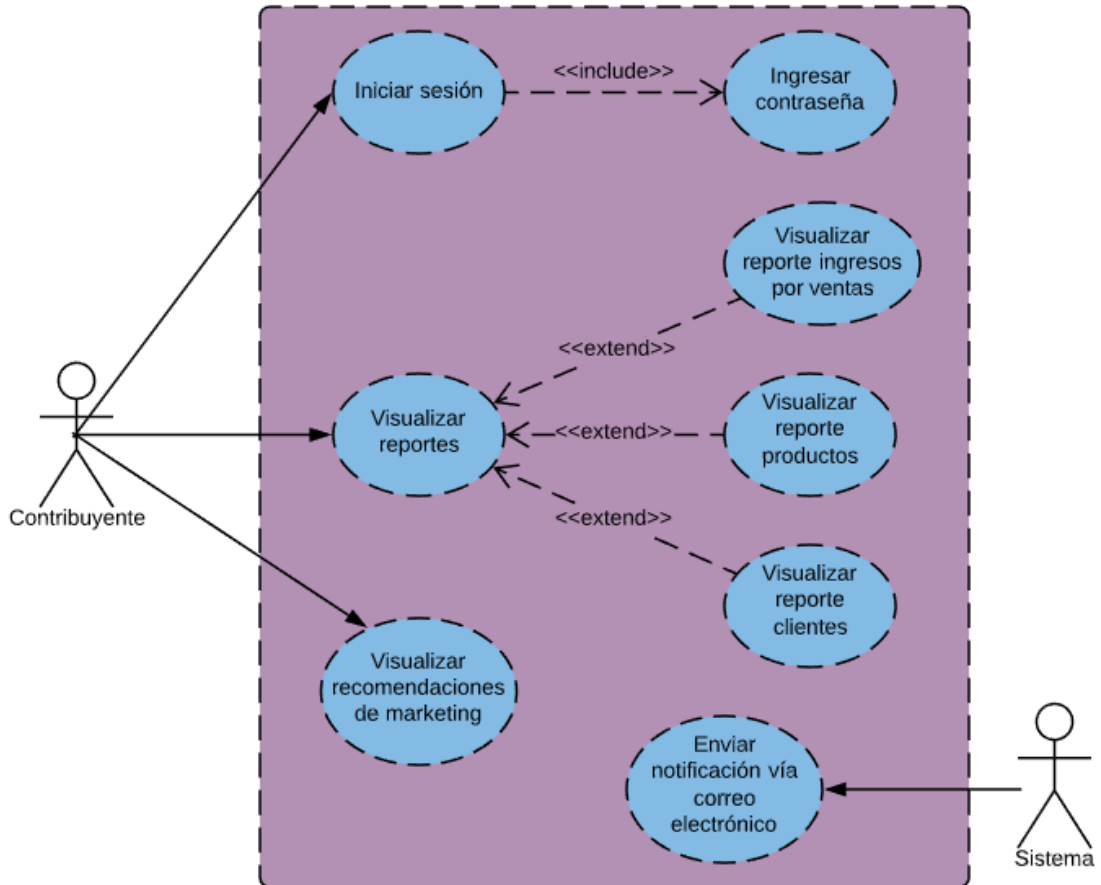 Iniciar sesión
<<include>>
Ingresar
contraseña
Visualizar
reporte ingresos
por ventas
<<extend>>
Visualizar
reportes
<<extend>>
Visualizar
reporte
productos
Contribuyente
<<extend>>
Visualizar
reporte
clientes
Visualizar
recomendaciones
de marketing
Enviar
notificación vía
correo
electrónico
Sistema